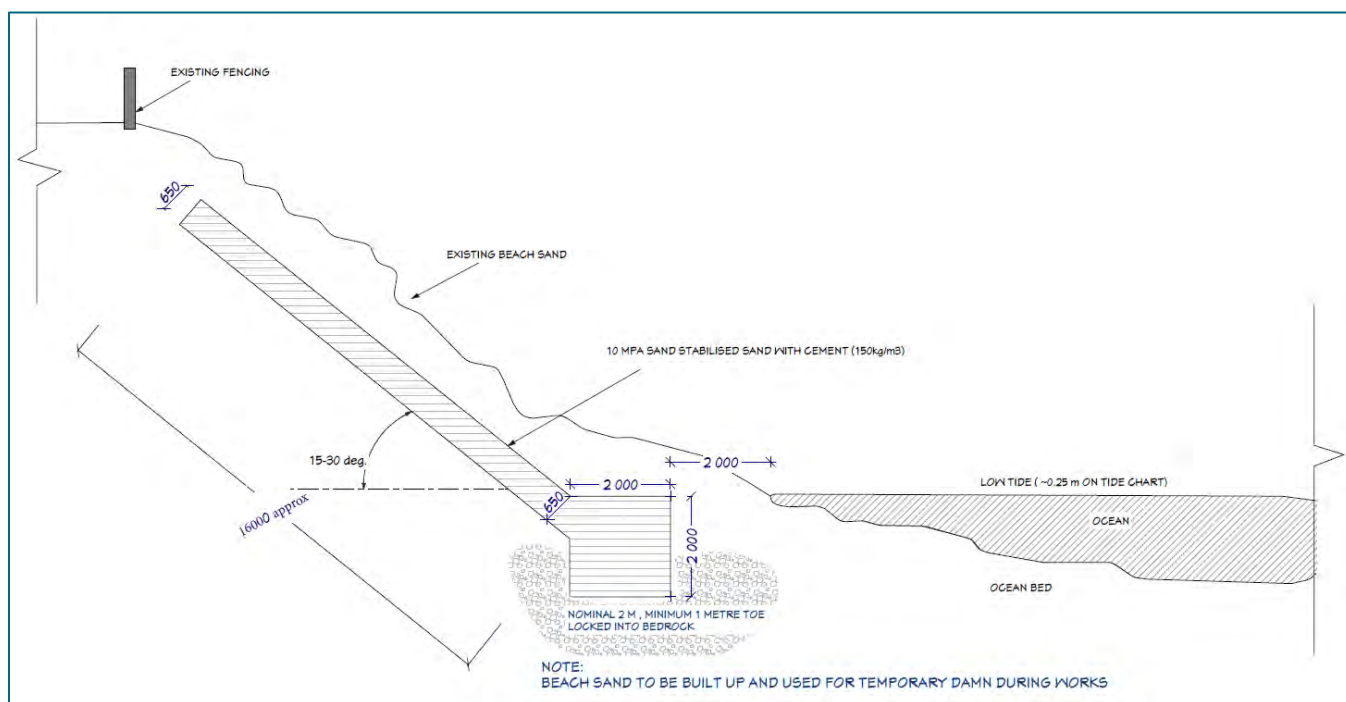 EXISTING FENCING
650
EXISTING BEACH SAND
10 MPA SAND STABILISED SAND WITH CEMENT (150kg/m3)
15-30 deg.
2 000
2 000
16000 approx
650
2 000
LOW TIDE ( ~0.25 m ON TIDE CHART)
OCEAN
OCEAN BED
NOMINAL 2 M , MINIMUM 1 METRE TOE
LOCKED INTO BEDROCK
NOTE:
BEACH SAND TO BE BUILT UP AND USED FOR TEMPORARY DAMN DURING WORKS